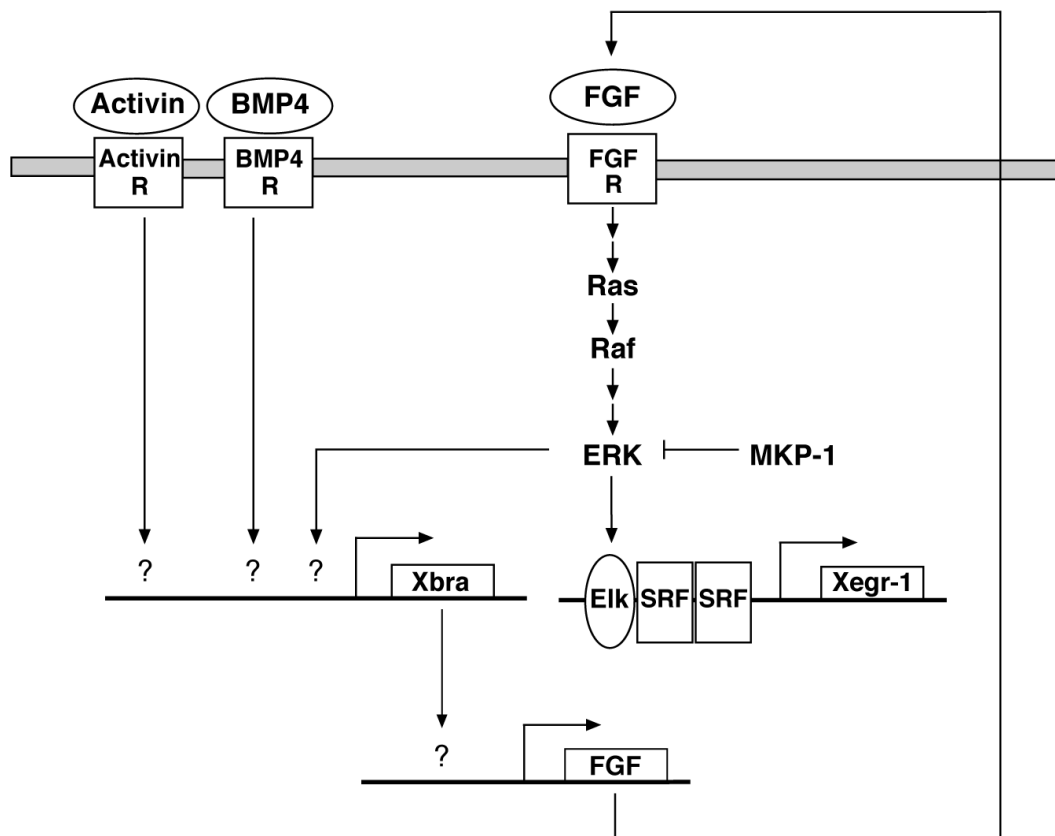 Activin
BMP4
FGF
Activin
R
BMP4
R
FGF
R
Ras
Raf
ERK
MKP-1
?
?
?
Xbra
Elk
SRF
SRF
Xegr-1
?
FGF